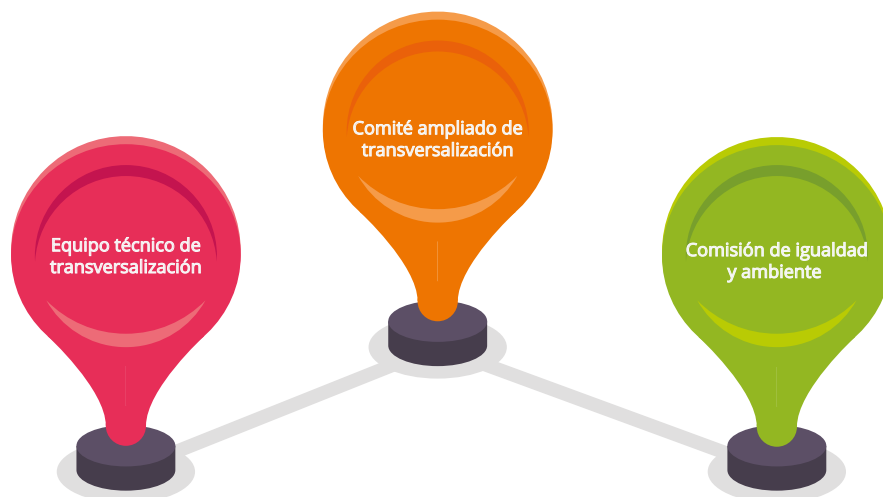 Comité ampliado de
transversalización
Equipo técnico de
transversalización
Comisión de igualdad
y ambiente